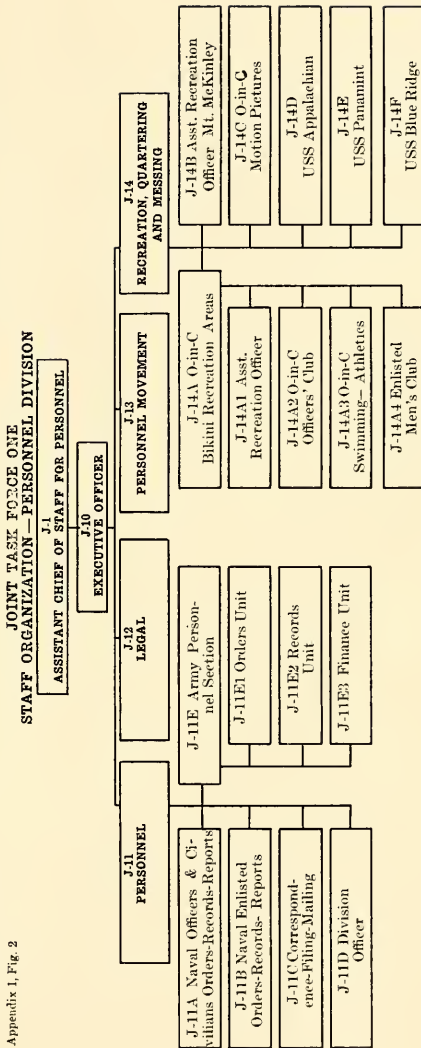 Appendix 1, Fig. 2
JOINT TASK FORCE ONE
STAFF ORGANIZATION—PERSONNEL DIVISION
J-1
ASSISTANT CHIEF OF STAFF FOR PERSONNEL
J-10
EXECUTIVE OFFICER
J-11
PERSONNEL
J-12
LEGAL
J-13
PERSONNEL MOVEMENT
J-14
RECREATION, QUARTERING
AND MESSING
J-11A Naval Officers & Ci-
vilians Orders-Records-Reports
J-11B Naval Enlisted
Orders-Records- Reports
J-11C Correspond-
ence-Filing-Mailing
J-11D Division
Officer
J-11E Army Person-
nel Section
J-11E1 Orders Unit
J-11E2 Records
Unit
J-11E3 Finance Unit
J-14A O-in-C
Bikini Recreation Areas
J-14A1 Asst.
Recreation Officer
J-14A2 O-in-C
Officers' Club
J-14A3 O-in-C
Swimming— Athletics
J-14A4 Enlisted
Men's Club
J-14B Asst. Recreation
Officer Mt. McKinley
J-14C O-in-C
Motion Pictures
J-14D
USS Appalachian
J-14E
USS Panamint
J-14F
USS Blue Ridge